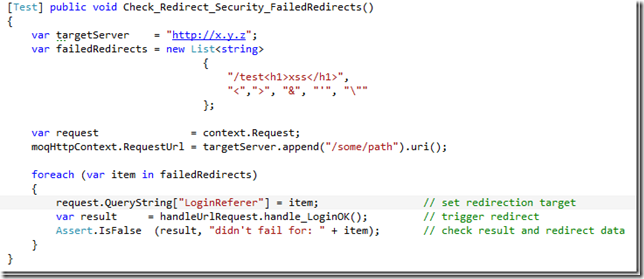 [Test] public void Check_Redirect_Security_FailedRedirects()
{
var targetServer = "http://x.y.z";
var failedRedirects = new List<string>
{
"/test<h1>xss</h1>",
"<",">", "&", "'", "\""
};
var request = context.Request;
moqHttpContext.RequestUrl = targetServer.append("/some/path").uri();
foreach (var item in failedRedirects)
{
request.QueryString["LoginReferer"] = item; // set redirection target
var result = handleUrlRequest.handle_LoginOK(); // trigger redirect
Assert.IsFalse (result, "didn't fail for: " + item); // check result and redirect data
}
}